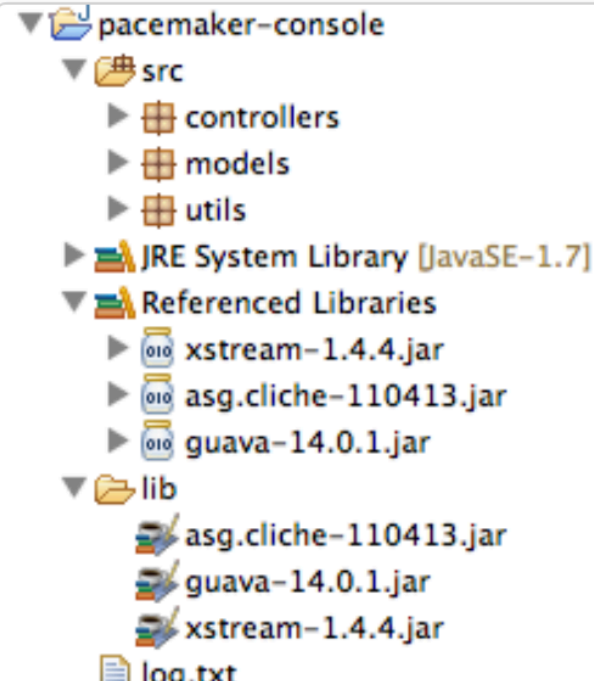 pacemaker-console
src
controllers
models
utils
JRE System Library [JavaSE-1.7]
Referenced Libraries
xstream-1.4.4.jar
asg.cliche-110413.jar
guava-14.0.1.jar
lib
asg.cliche-110413.jar
guava-14.0.1.jar
xstream-1.4.4.jar
log.txt